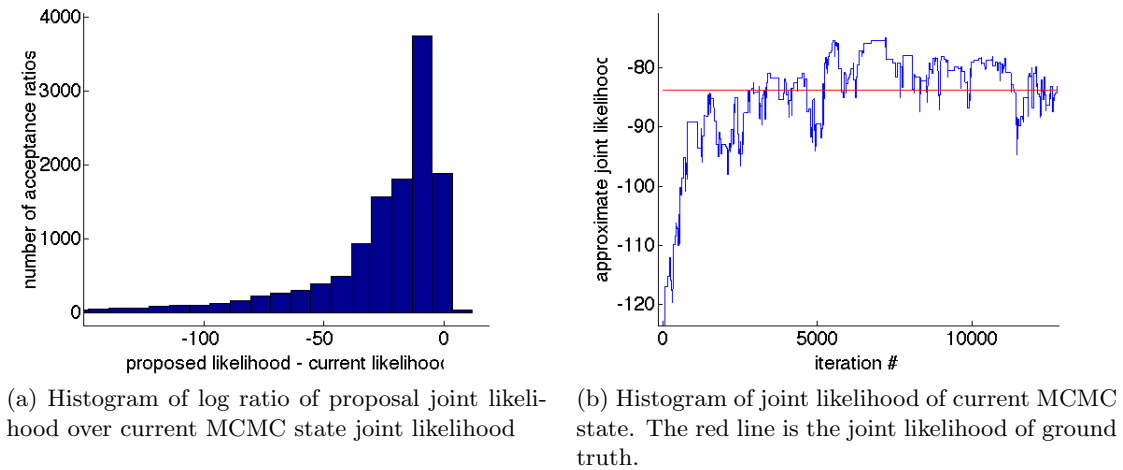 4000
3000
2000
1000
0
number of acceptance ratios
-100
-50
0
proposed likelihood - current likelihood
-80
-90
-100
-110
-120
approximate joint likelihood
0
5000
10000
iteration #
(a) Histogram of log ratio of proposal joint likeli-
hood over current MCMC state joint likelihood
(b) Histogram of joint likelihood of current MCMC
state. The red line is the joint likelihood of ground
truth.